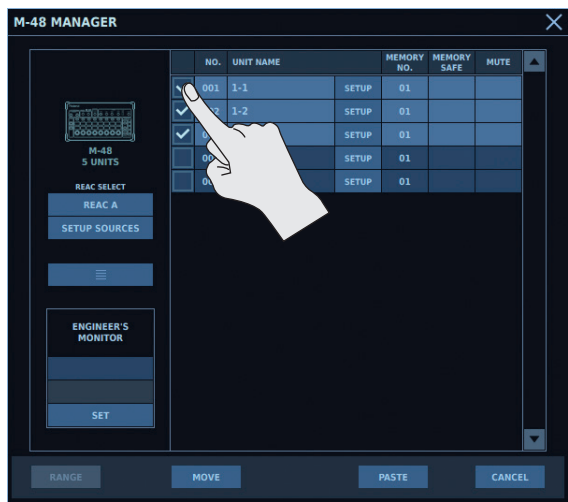 M-48 MANAGER
NO. UNIT NAME MEMORY NO. MEMORY SAFE MUTE
001 1-1 SETUP 01
1-2 SETUP 01
SETUP 01
SETUP 01
SETUP 01
M-48
5 UNITS
REAC SELECT
REAC A
SETUP SOURCES
ENGINEER'S
MONITOR
SET
RANGE MOVE PASTE CANCEL